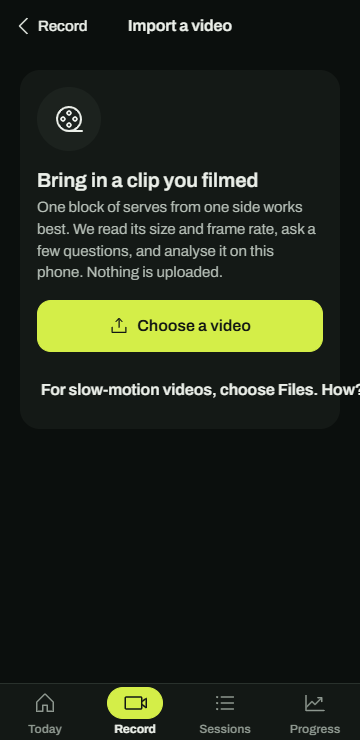 Record
Import a video
Bring in a clip you filmed
One block of serves from one side works
best. We read its size and frame rate, ask a
few questions, and analyse it on this
phone. Nothing is uploaded.
Choose a video
For slow-motion videos, choose Files. How?
Today
Record
Sessions
Progress